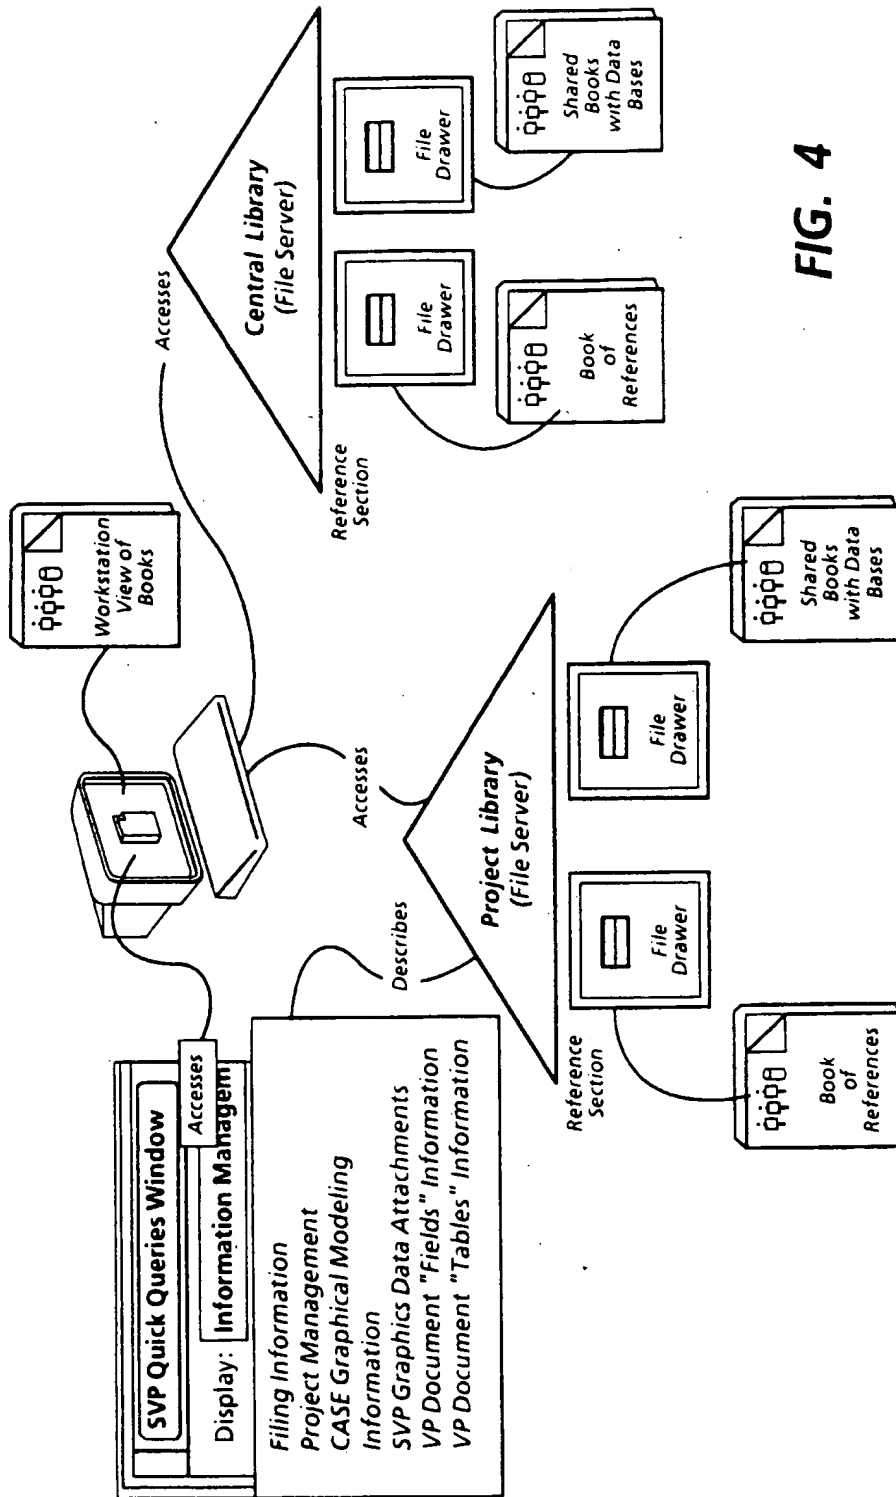 SVP Quick Queries Window
Accesses
Display: Information Managem
Filing Information
Project Management
CASE Graphical Modeling
Information
SVP Graphics Data Attachments
VP Document "Fields" Information
VP Document "Tables" Information
Describes
Accesses
Workstation
View of
Books
Accesses
Project Library
(File Server)
Reference
Section
File
Drawer
File
Drawer
Book
of
References
Shared
Books
with Data
Bases
Central Library
(File Server)
Reference
Section
File
Drawer
File
Drawer
Book
of
References
Shared
Books
with Data
Bases
FIG. 4